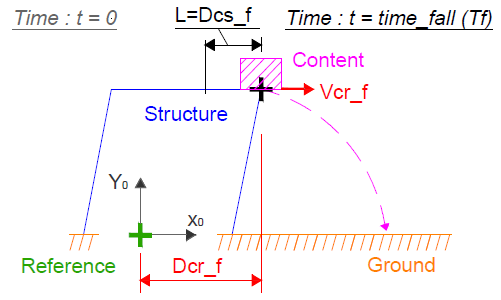 Time : t = 0
L=Dcs_f
Time : t = time_fall (Tf)
Content
Structure
Vcr_f
Y0
x0
Reference
Dcr_f
Ground